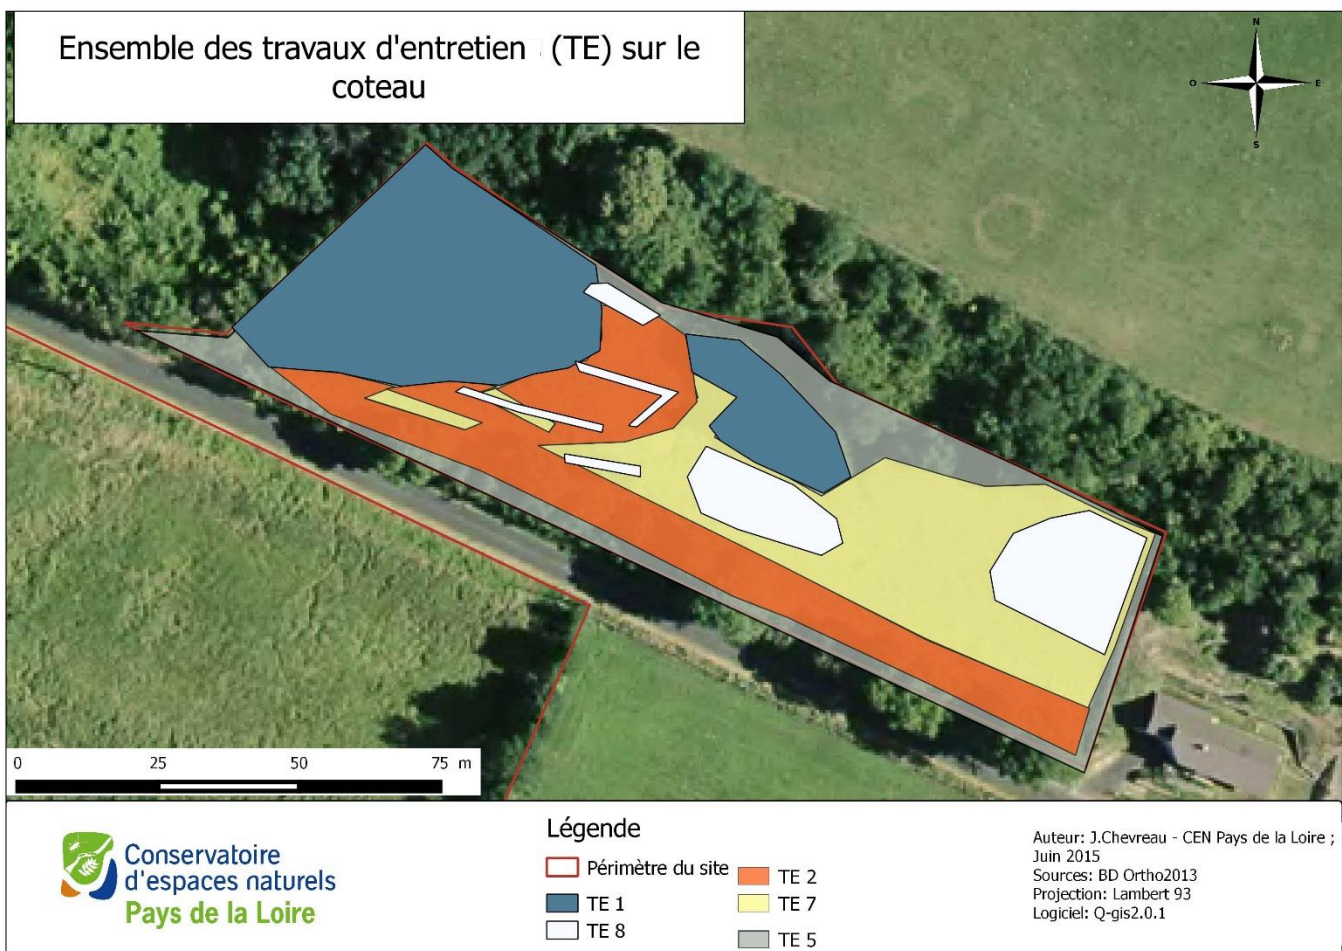 Ensemble des travaux d'entretien (TE) sur le
coteau
N
O
E
S
0 25 50 75 m
Conservatoire
d'espaces naturels
Pays de la Loire
Légende
Périmètre du site
TE 1
TE 8
TE 2
TE 7
TE 5
Auteur: J.Chevreau - CEN Pays de la Loire ;
Juin 2015
Sources: BD Ortho2013
Projection: Lambert 93
Logiciel: Q-gis2.0.1